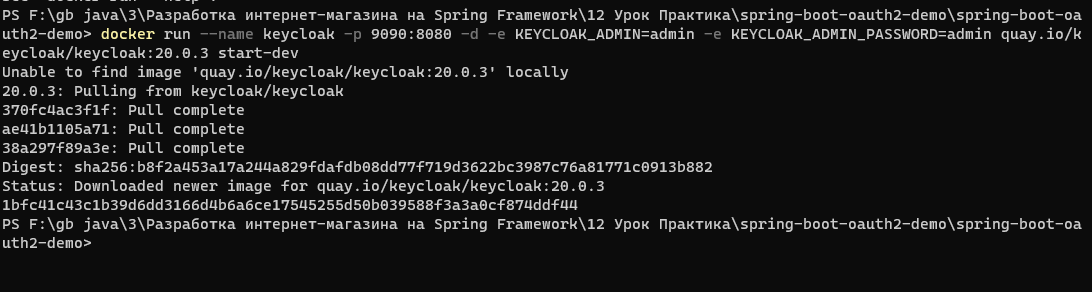 PS F:\gb java\3\Разработка интернет-магазина на Spring Framework\12 Урок Практика\spring-boot-oauth2-demo\spring-boot-oa
uth2-demo> docker run --name keycloak -p 9090:8080 -d -e KEYCLOAK_ADMIN=admin -e KEYCLOAK_ADMIN_PASSWORD=admin quay.io/k
eycloak/keycloak:20.0.3 start-dev
Unable to find image 'quay.io/keycloak/keycloak:20.0.3' locally
20.0.3: Pulling from keycloak/keycloak
370fc4ac3f1f: Pull complete
ae41b1105a71: Pull complete
38a297f89a3e: Pull complete
Digest: sha256:b8f2a453a17a244a829fdafdb08dd77f719d3622bc3987c76a81771c0913b882
Status: Downloaded newer image for quay.io/keycloak/keycloak:20.0.3
1bfc41c43c1b39d6dd3166d4b6a6ce17545255d50b039588f3a3a0cf874ddf44
PS F:\gb java\3\Разработка интернет-магазина на Spring Framework\12 Урок Практика\spring-boot-oauth2-demo\spring-boot-oa
uth2-demo>